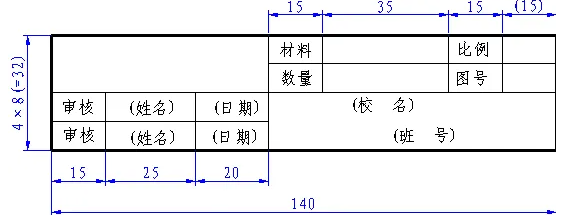 15 35 15 (15)
4×8(=32)
材料 比例
数量 图号
审核 (姓名) (日期) (校 名)
审核 (姓名) (日期) (班 号)
15 25 20
140